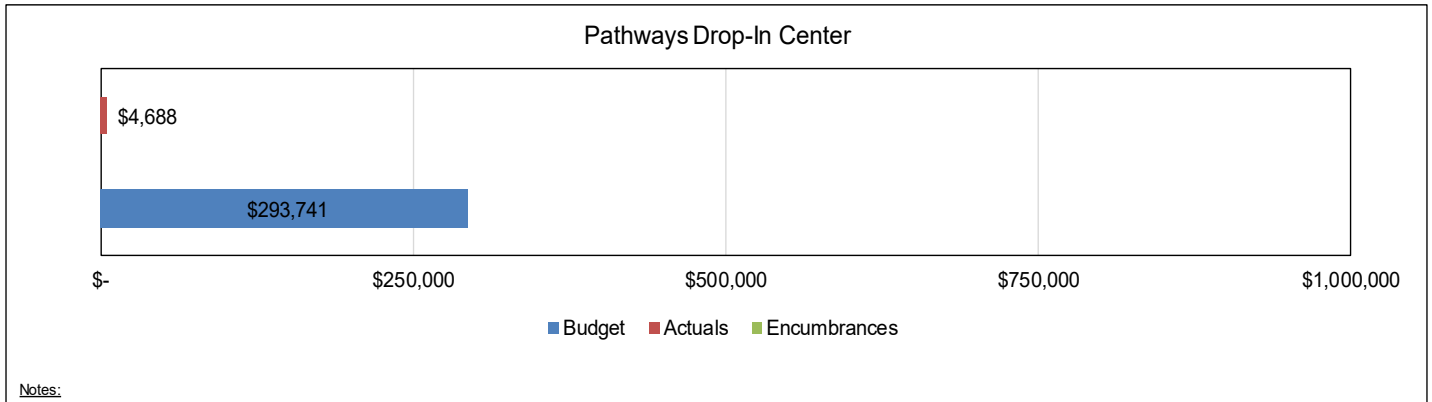 Pathways Drop-In Center
$4,688
$293,741
$- $250,000 $500,000 $750,000 $1,000,000
Budget Actuals Encumbrances
Notes: